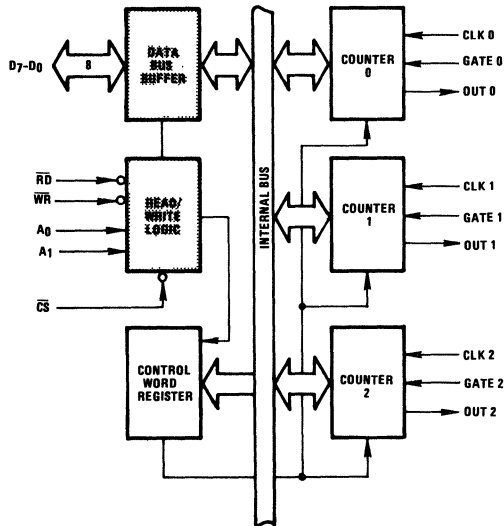 D7-D0
8
DATA
BUS
BUFFER
RD
WR
A0
A1
CS
READ/
WRITE
LOGIC
CONTROL
WORD
REGISTER
INTERNAL BUS
COUNTER
0
CLK 0
GATE 0
OUT 0
COUNTER
1
CLK 1
GATE 1
OUT 1
COUNTER
2
CLK 2
GATE 2
OUT 2